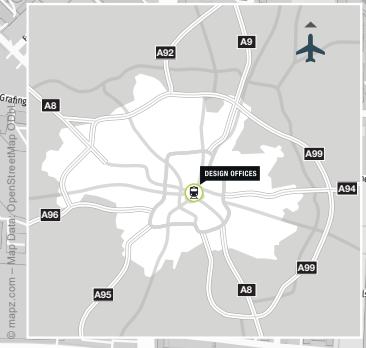 A9
A92
A8
Grafing
A99
DESIGN OFFICES
A94
A96
A99
A8
A95
© mapz.com – Map Data: OpenStreetMap ODbL